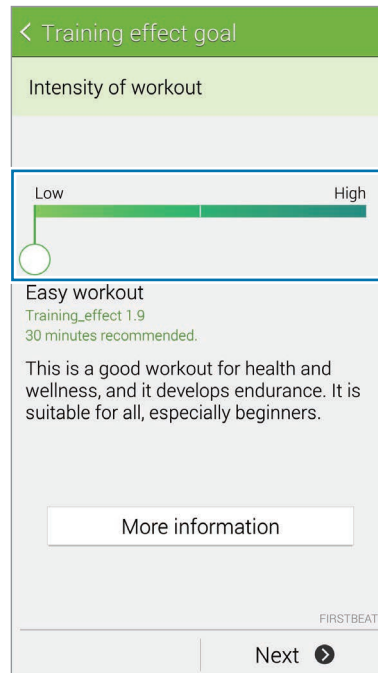 Training effect goal
Intensity of workout
Low High
Easy workout
Training_effect 1.9
30 minutes recommended.
This is a good workout for health and
wellness, and it develops endurance. It is
suitable for all, especially beginners.
More information
FIRSTBEAT
Next